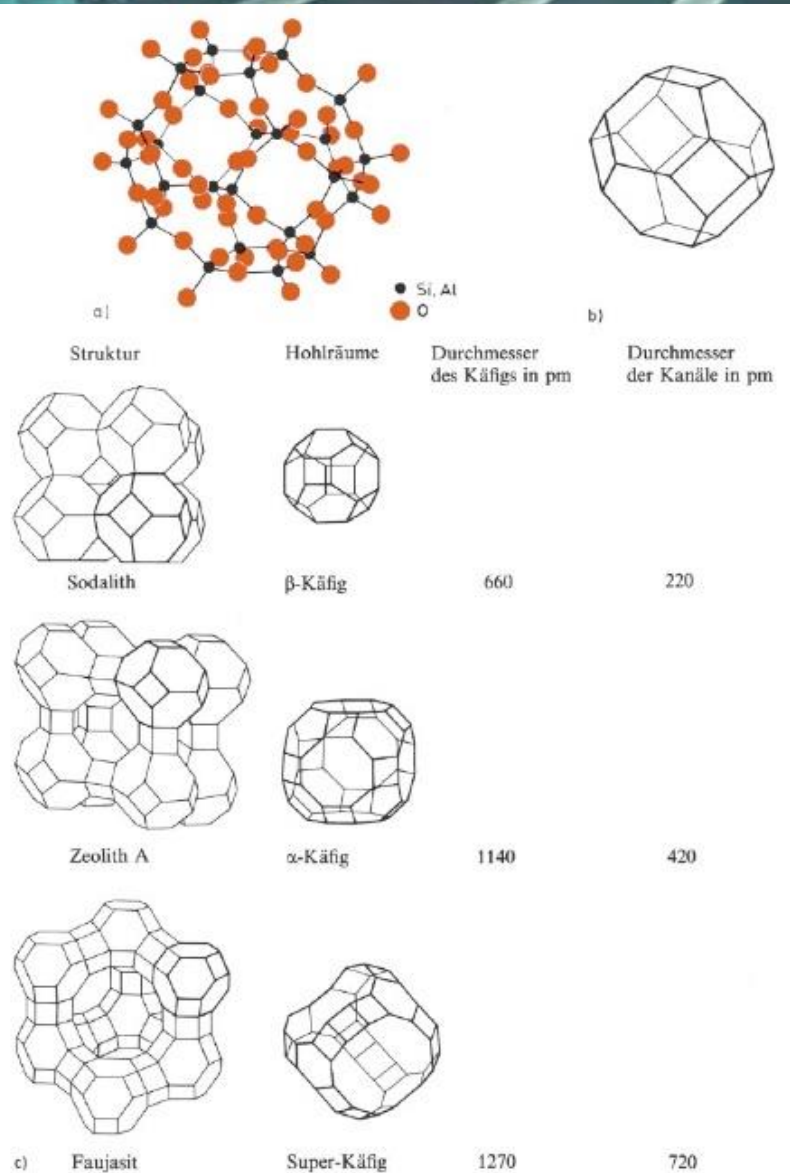 a)
Si, Al
O
b)
Struktur
Hohlräume
Durchmesser
des Käfigs in pm
Durchmesser
der Kanäle in pm
Sodalith
β-Käfig
660
220
Zeolith A
α-Käfig
1140
420
c)
Faujasit
Super-Käfig
1270
720